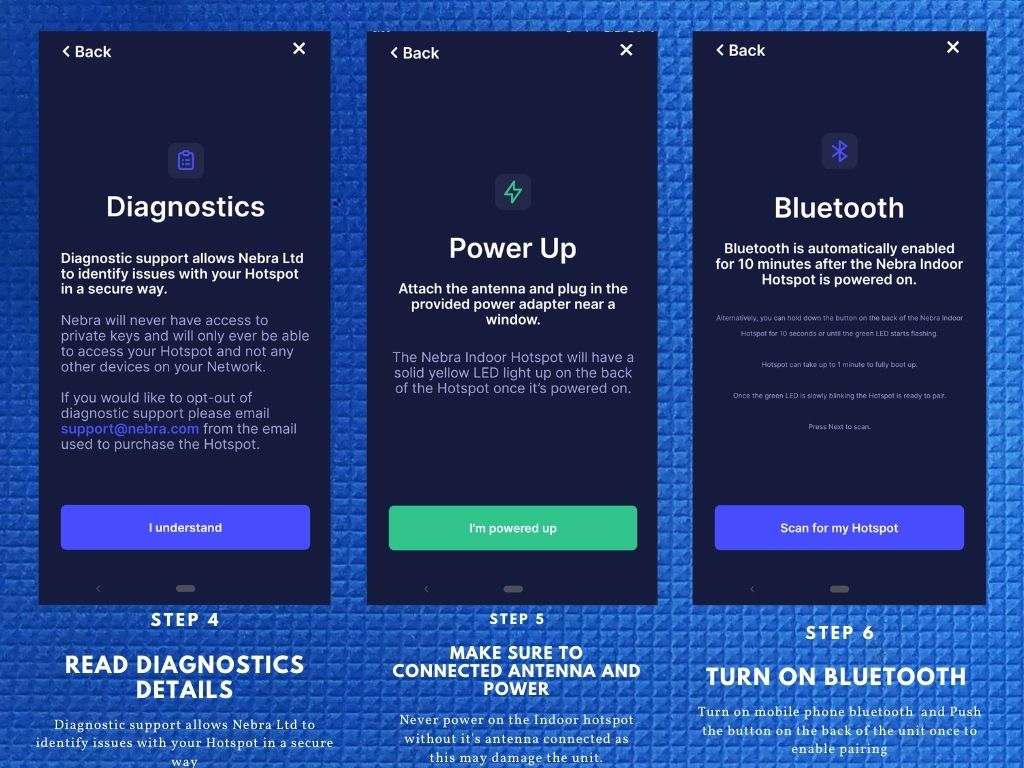 Back
Diagnostics
Diagnostic support allows Nebra Ltd
to identify issues with your Hotspot
in a secure way.
Nebra will never have access to
private keys and will only ever be able
to access your Hotspot and not any
other devices on your Network.
If you would like to opt-out of
diagnostic support please email
support@nebra.com from the email
used to purchase the Hotspot.
I understand
STEP 4
READ DIAGNOSTICS
DETAILS
Diagnostic support allows Nebra Ltd to
identify issues with your Hotspot in a secure
way
Back
Power Up
Attach the antenna and plug in the
provided power adapter near a
window.
The Nebra Indoor Hotspot will have a
solid yellow LED light up on the back
of the Hotspot once it's powered on.
I'm powered up
STEP 5
MAKE SURE TO
CONNECTED ANTENNA AND
POWER
Never power on the Indoor hotspot
without it's antenna connected as
this may damage the unit.
Back
Bluetooth
Bluetooth is automatically enabled
for 10 minutes after the Nebra Indoor
Hotspot is powered on.
Alternatively, you can hold down the button on the back of the Nebra Indoor
Hotspot for 10 seconds or until the green LED starts flashing.
Hotspot can take up to 1 minute to fully boot up.
Once the green LED is slowly blinking the Hotspot is ready to pair.
Press Next to scan.
Scan for my Hotspot
STEP 6
TURN ON BLUETOOTH
Turn on mobile phone bluetooth and Push
the button on the back of the unit once to
enable pairing